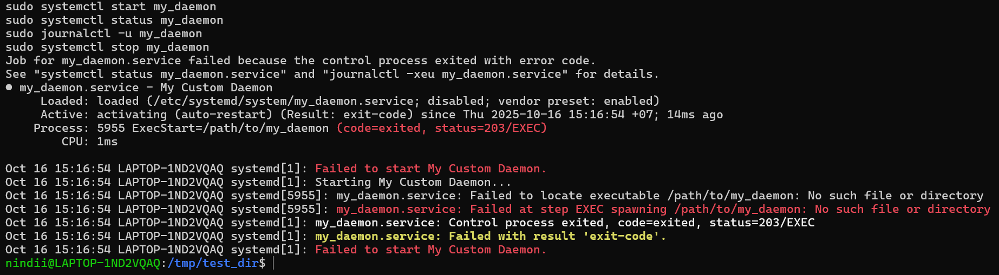 sudo systemctl start my_daemon
sudo systemctl status my_daemon
sudo journalctl -u my_daemon
sudo systemctl stop my_daemon
Job for my_daemon.service failed because the control process exited with error code.
See "systemctl status my_daemon.service" and "journalctl -xeu my_daemon.service" for details.
● my_daemon.service - My Custom Daemon
     Loaded: loaded (/etc/systemd/system/my_daemon.service; disabled; vendor preset: enabled)
     Active: activating (auto-restart) (Result: exit-code) since Thu 2025-10-16 15:16:54 +07; 14ms ago
    Process: 5955 ExecStart=/path/to/my_daemon (code=exited, status=203/EXEC)
        CPU: 1ms

Oct 16 15:16:54 LAPTOP-1ND2VQAQ systemd[1]: Failed to start My Custom Daemon.
Oct 16 15:16:54 LAPTOP-1ND2VQAQ systemd[1]: Starting My Custom Daemon...
Oct 16 15:16:54 LAPTOP-1ND2VQAQ systemd[5955]: my_daemon.service: Failed to locate executable /path/to/my_daemon: No such file or directory
Oct 16 15:16:54 LAPTOP-1ND2VQAQ systemd[5955]: my_daemon.service: Failed at step EXEC spawning /path/to/my_daemon: No such file or directory
Oct 16 15:16:54 LAPTOP-1ND2VQAQ systemd[1]: my_daemon.service: Control process exited, code=exited, status=203/EXEC
Oct 16 15:16:54 LAPTOP-1ND2VQAQ systemd[1]: my_daemon.service: Failed with result 'exit-code'.
Oct 16 15:16:54 LAPTOP-1ND2VQAQ systemd[1]: Failed to start My Custom Daemon.
nindii@LAPTOP-1ND2VQAQ:/tmp/test_dir$